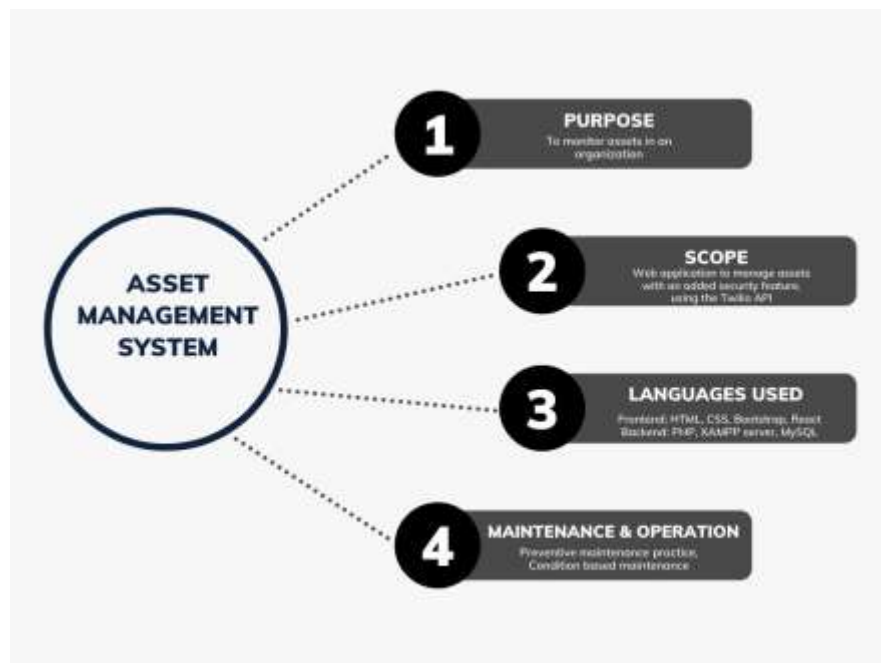 ASSET
MANAGEMENT
SYSTEM
1
PURPOSE
To monitor assets in an
organization
2
SCOPE
Web application to manage assets
with an added security feature,
using the Twilio API
3
LANGUAGES USED
Frontend: HTML, CSS, Bootstrap, React
Backend: PHP, XAMPP server, MySQL
4
MAINTENANCE & OPERATION
Preventive maintenance practice,
Condition based maintenance